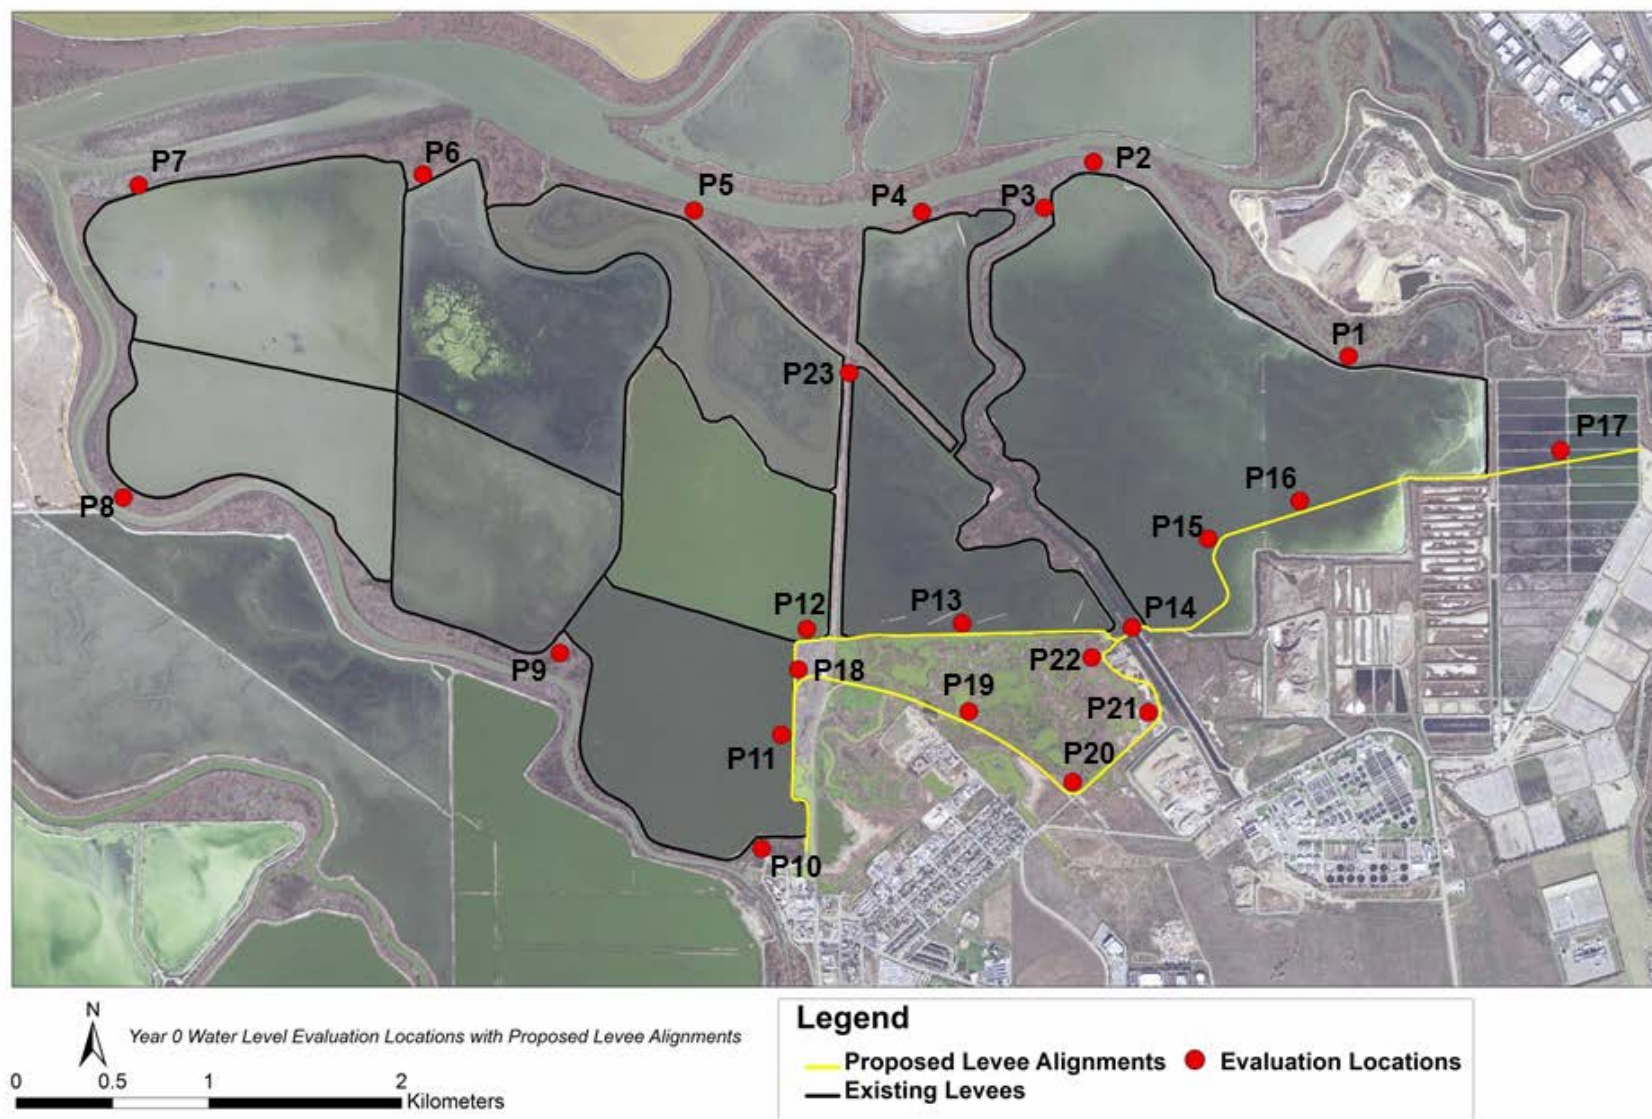 P7
P6
P5
P4
P3
P2
P1
P23
P17
P16
P15
P8
P12
P13
P14
P9
P18
P19
P22
P21
P11
P20
P10
N
Year 0 Water Level Evaluation Locations with Proposed Levee Alignments
0 0.5 1 2
Kilometers
Legend
Proposed Levee Alignments
Evaluation Locations
Existing Levees